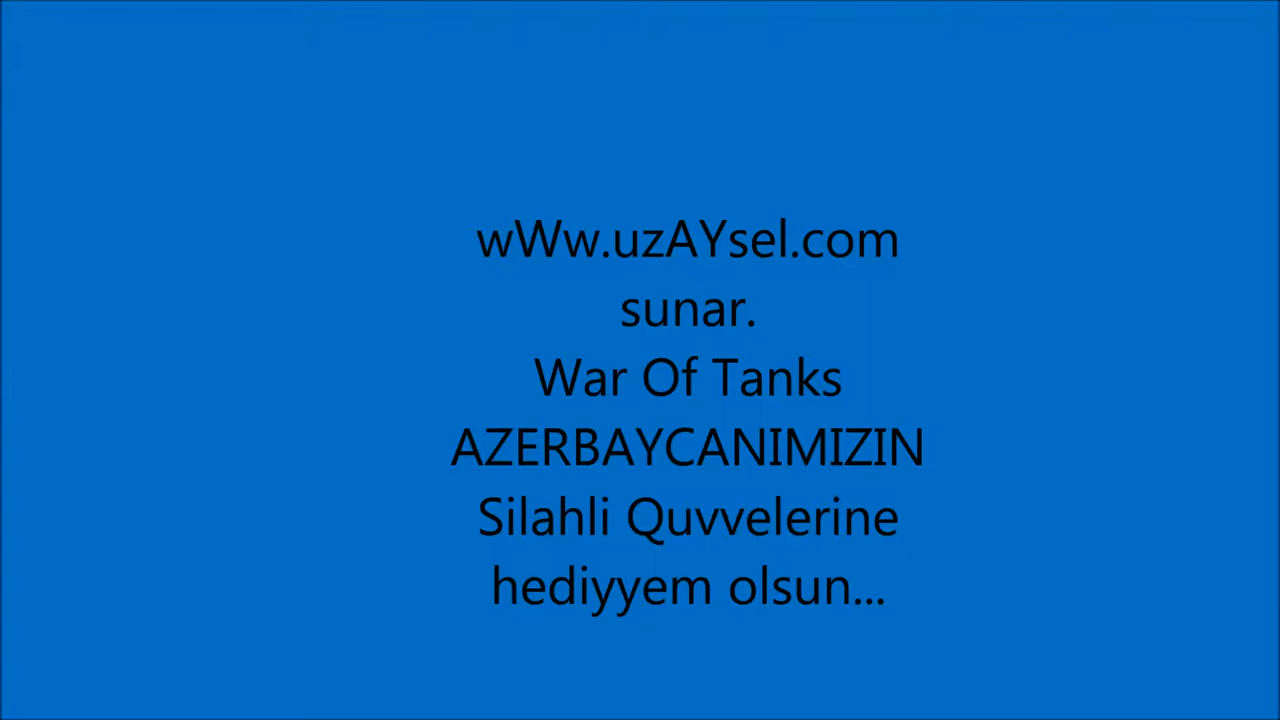 wWw.uzAYsel.com
sunar.
War Of Tanks
AZERBAYCANIMIZIN
Silahli Quvvelerine
hediyyem olsun...